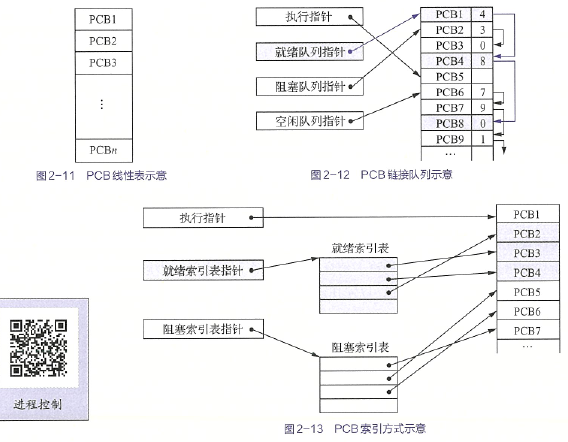 PCB1
PCB2
PCB3
⋮
PCBn
图2-11 PCB线性表示意
执行指针
就绪队列指针
阻塞队列指针
空闲队列指针
PCB1 4
PCB2 3
PCB3 0
PCB4 8
PCB5
PCB6 7
PCB7 9
PCB8 0
PCB9 1
…
图2-12 PCB链接队列示意
执行指针
就绪索引表指针
阻塞索引表指针
就绪索引表
阻塞索引表
PCB1
PCB2
PCB3
PCB4
PCB5
PCB6
PCB7
…
图2-13 PCB索引方式示意
进程控制